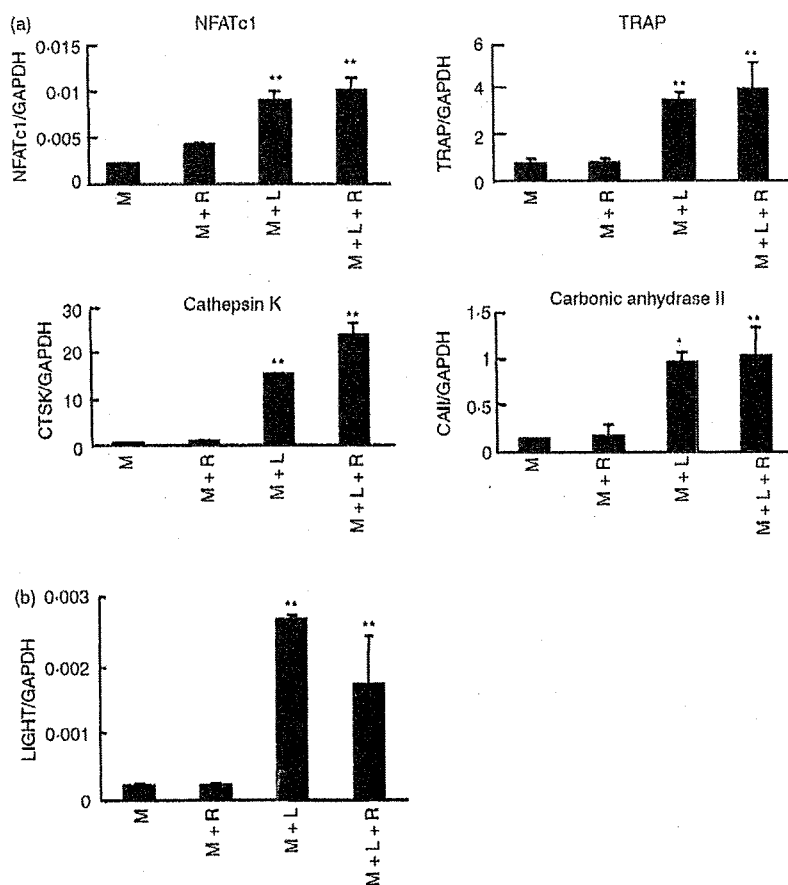 (a)
NFATc1
NFATc1/GAPDH
0·015
0·01
0·005
0
**
**
M
M + R
M + L
M + L + R
TRAP
TRAP/GAPDH
6
4
2
0
**
**
M
M + R
M + L
M + L + R
Cathepsin K
CTSK/GAPDH
30
20
10
0
**
**
M
M + R
M + L
M + L + R
Carbonic anhydrase II
CAII/GAPDH
1·5
1
0·5
0
*
**
M
M + R
M + L
M + L + R
(b)
LIGHT/GAPDH
0·003
0·002
0·001
0
**
**
M
M + R
M + L
M + L + R